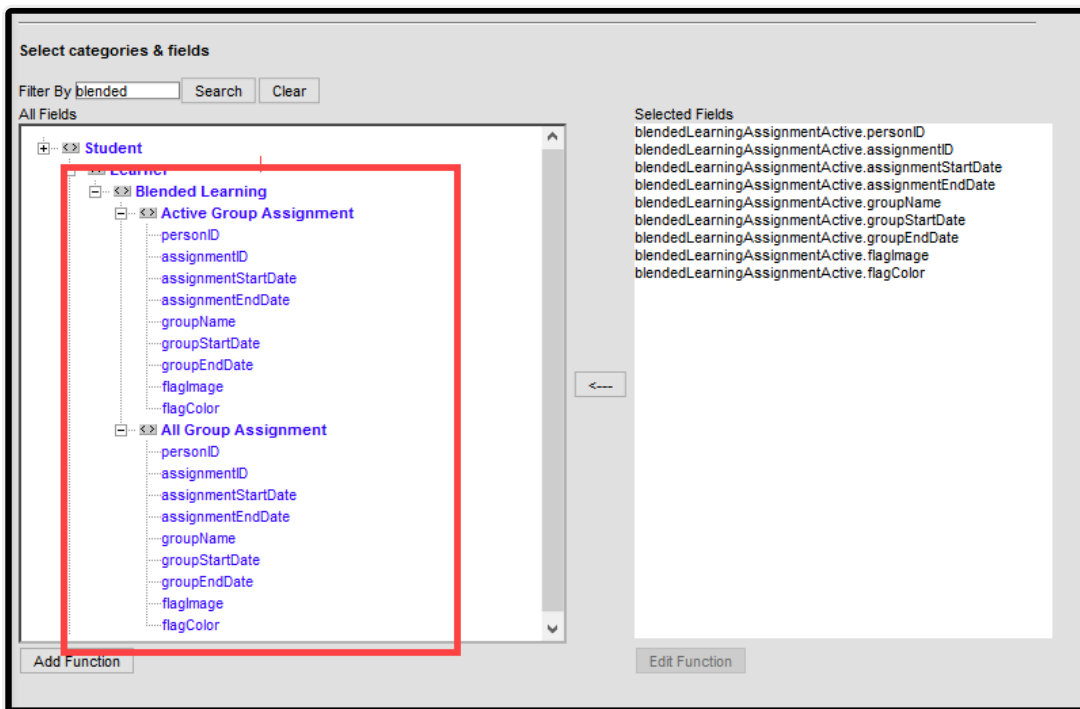 Select categories & fields
Filter By blended Search Clear
All Fields
Student
Learner
Blended Learning
Active Group Assignment
personID
assignmentID
assignmentStartDate
assignmentEndDate
groupName
groupStartDate
groupEndDate
flagImage
flagColor
All Group Assignment
personID
assignmentID
assignmentStartDate
assignmentEndDate
groupName
groupStartDate
groupEndDate
flagImage
flagColor
Add Function
<---
Selected Fields
blendedLearningAssignmentActive.personID
blendedLearningAssignmentActive.assignmentID
blendedLearningAssignmentActive.assignmentStartDate
blendedLearningAssignmentActive.assignmentEndDate
blendedLearningAssignmentActive.groupName
blendedLearningAssignmentActive.groupStartDate
blendedLearningAssignmentActive.groupEndDate
blendedLearningAssignmentActive.flagImage
blendedLearningAssignmentActive.flagColor
Edit Function